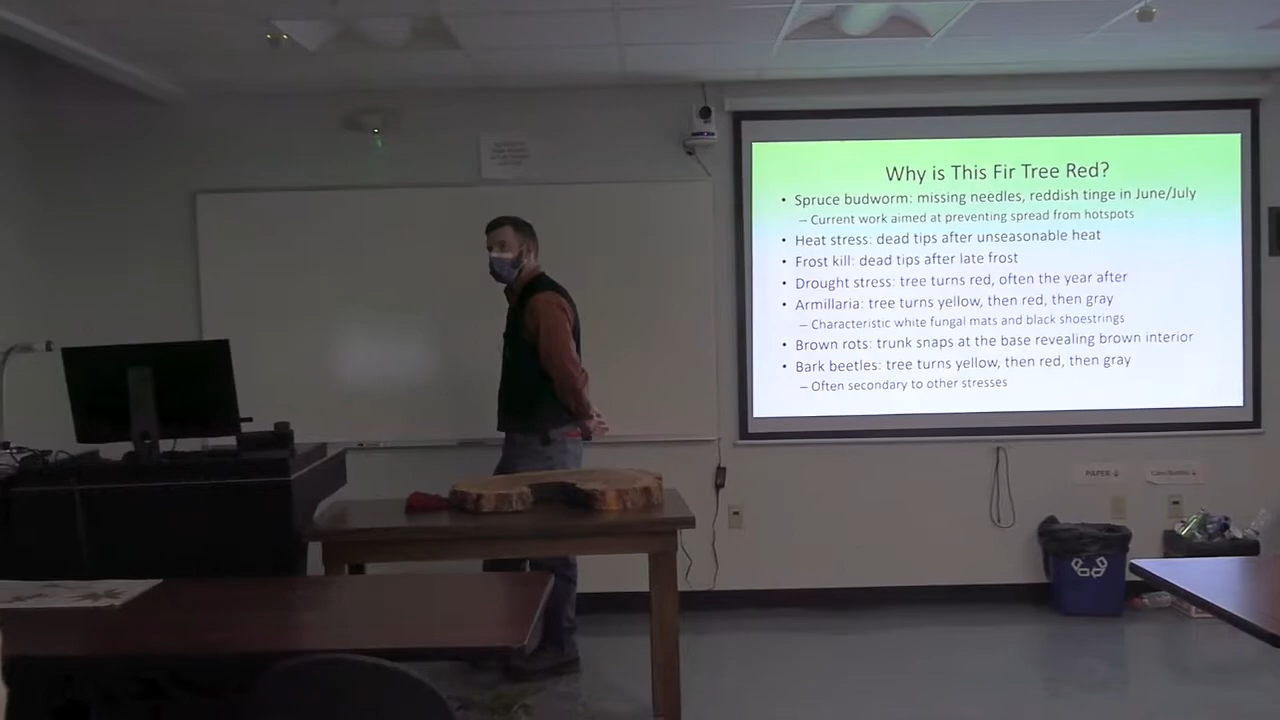 Why is This Fir Tree Red?
• Spruce budworm: missing needles, reddish tinge in June/July
– Current work aimed at preventing spread from hotspots
• Heat stress: dead tips after unseasonable heat
• Frost kill: dead tips after late frost
• Drought stress: tree turns red, often the year after
• Armillaria: tree turns yellow, then red, then gray
– Characteristic white fungal mats and black shoestrings
• Brown rots: trunk snaps at the base revealing brown interior
• Bark beetles: tree turns yellow, then red, then gray
– Often secondary to other stresses
PAPER ↓